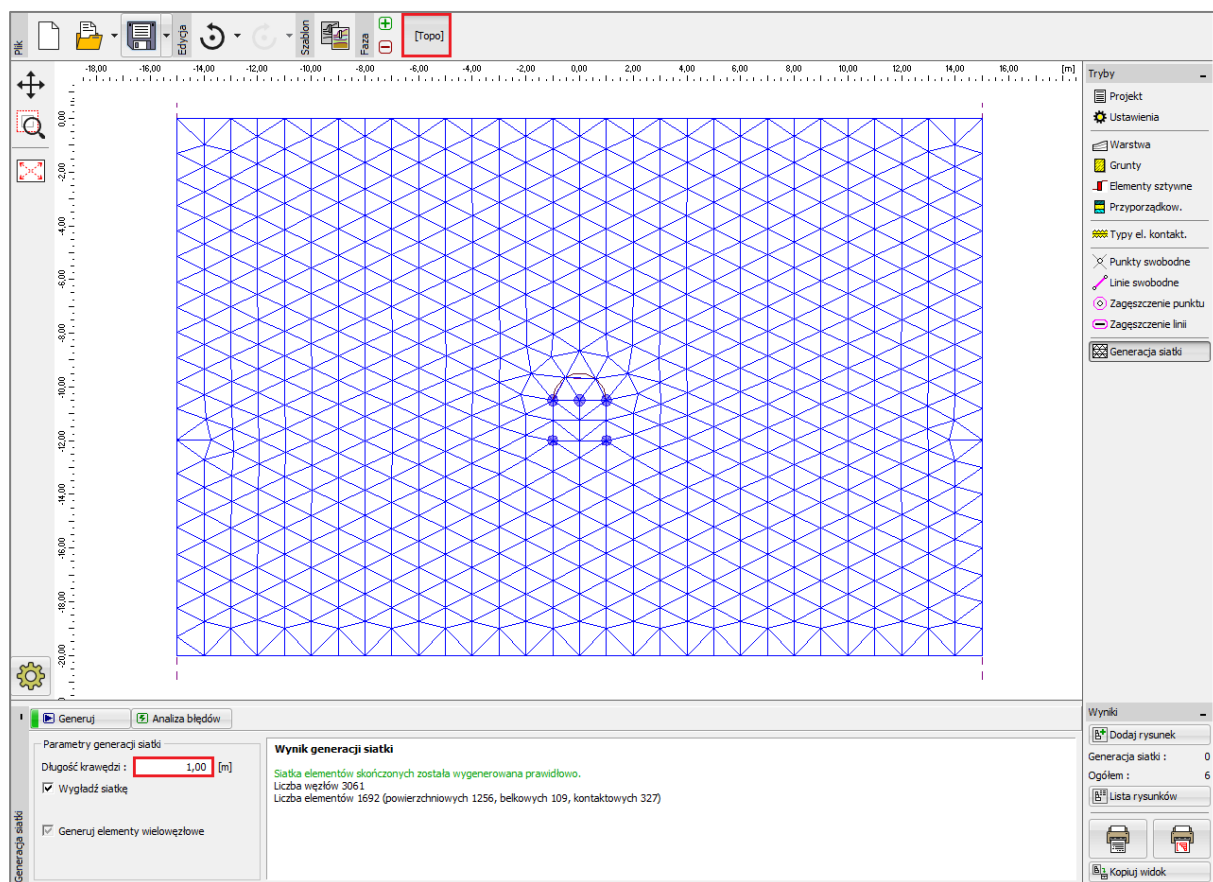 Plik
Edycja
Szablon
Faza
[Topo]
-18,00 -16,00 -14,00 -12,00 -10,00 -8,00 -6,00 -4,00 -2,00 0,00 2,00 4,00 6,00 8,00 10,00 12,00 14,00 16,00 [m]
0,00
-2,00
-4,00
-6,00
-8,00
-10,00
-12,00
-14,00
-16,00
-18,00
-20,00
Tryby
Projekt
Ustawienia
Warstwa
Grunty
Elementy sztywne
Przyporządkow.
Typy el. kontakt.
Punkty swobodne
Linie swobodne
Zagęszczenie punktu
Zagęszczenie linii
Generacja siatki
Generacja siatki
Generuj
Analiza błędów
Parametry generacji siatki
Długość krawędzi : 1,00 [m]
Wygładź siatkę
Generuj elementy wielowęzłowe
Wynik generacji siatki
Siatka elementów skończonych została wygenerowana prawidłowo.
Liczba węzłów 3061
Liczba elementów 1692 (powierzchniowych 1256, belkowych 109, kontaktowych 327)
Wyniki
Dodaj rysunek
Generacja siatki : 0
Ogółem : 6
Lista rysunków
Kopiuj widok